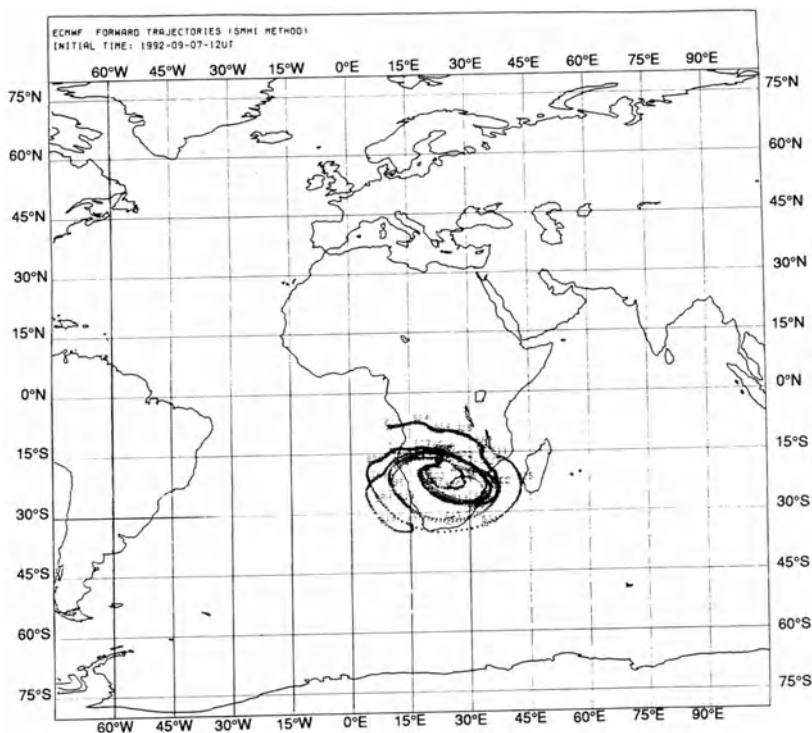 ECMWF FORWARD TRAJECTORIES (SMHI METHOD)
INITIAL TIME: 1992-09-07-12UT
60°W 45°W 30°W 15°W 0°E 15°E 30°E 45°E 60°E 75°E 90°E
75°N 75°N
60°N 60°N
45°N 45°N
30°N 30°N
15°N 15°N
0°N 0°N
15°S 15°S
30°S 30°S
45°S 45°S
60°S 60°S
75°S 75°S
60°W 45°W 30°W 15°W 0°E 15°E 30°E 45°E 60°E 75°E 90°E